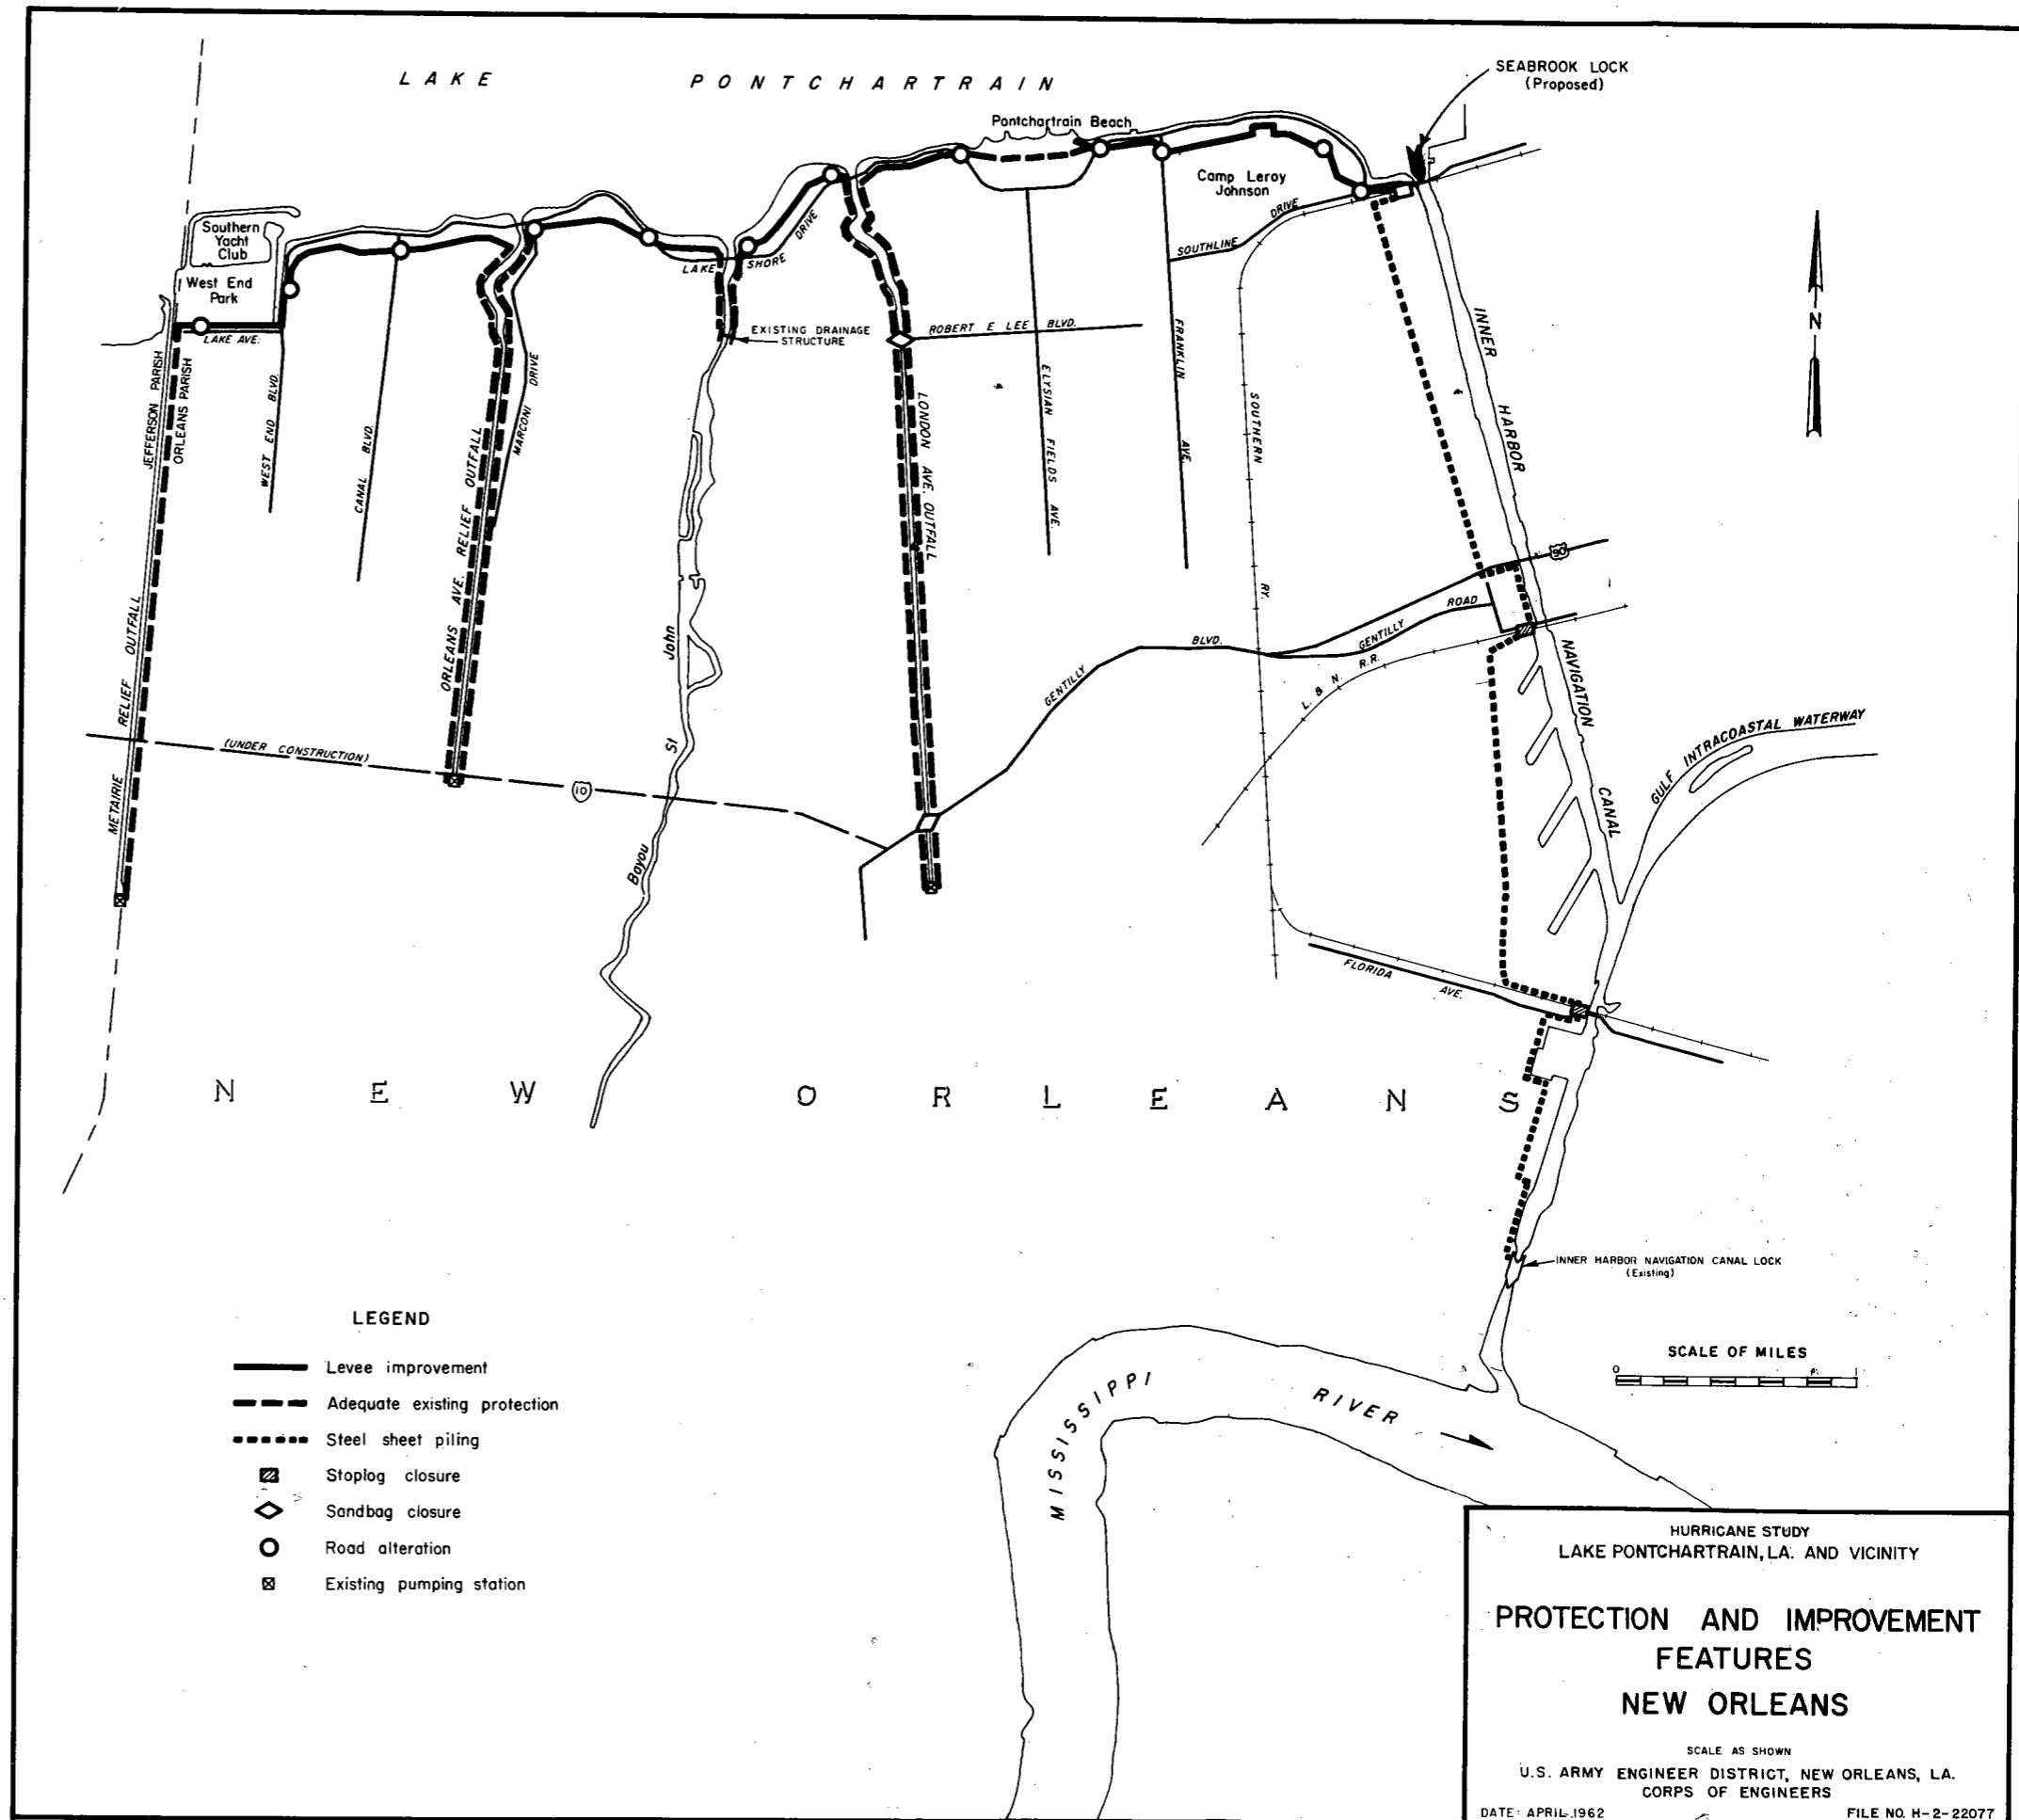 LAKE PONTCHARTRAIN
SEABROOK LOCK
(Proposed)
Pontchartrain Beach
Camp Leroy
Johnson
Southern
Yacht
Club
West End
Park
LAKE AVE.
LAKE SHORE DRIVE
SOUTHLINE DRIVE
EXISTING DRAINAGE
STRUCTURE
ROBERT E LEE BLVD.
JEFFERSON PARISH
ORLEANS PARISH
WEST END BLVD.
CANAL BLVD.
MARCONI DRIVE
ELYSIAN FIELDS AVE.
FRANKLIN AVE.
SOUTHERN RY.
INNER HARBOR NAVIGATION CANAL
N
METAIRIE RELIEF OUTFALL
ORLEANS AVE. RELIEF OUTFALL
LONDON AVE. OUTFALL
Bayou St John
90
GENTILLY BLVD.
GENTILLY ROAD
L. & N. R.R.
(UNDER CONSTRUCTION)
10
GULF INTRACOASTAL WATERWAY
FLORIDA AVE.
NEW ORLEANS
INNER HARBOR NAVIGATION CANAL LOCK
(Existing)
MISSISSIPPI RIVER
SCALE OF MILES
0
LEGEND
Levee improvement
Adequate existing protection
Steel sheet piling
Stoplog closure
Sandbag closure
Road alteration
Existing pumping station
HURRICANE STUDY
LAKE PONTCHARTRAIN, LA. AND VICINITY
PROTECTION AND IMPROVEMENT
FEATURES
NEW ORLEANS
SCALE AS SHOWN
U.S. ARMY ENGINEER DISTRICT, NEW ORLEANS, LA.
CORPS OF ENGINEERS
DATE: APRIL 1962
FILE NO. H-2-22077